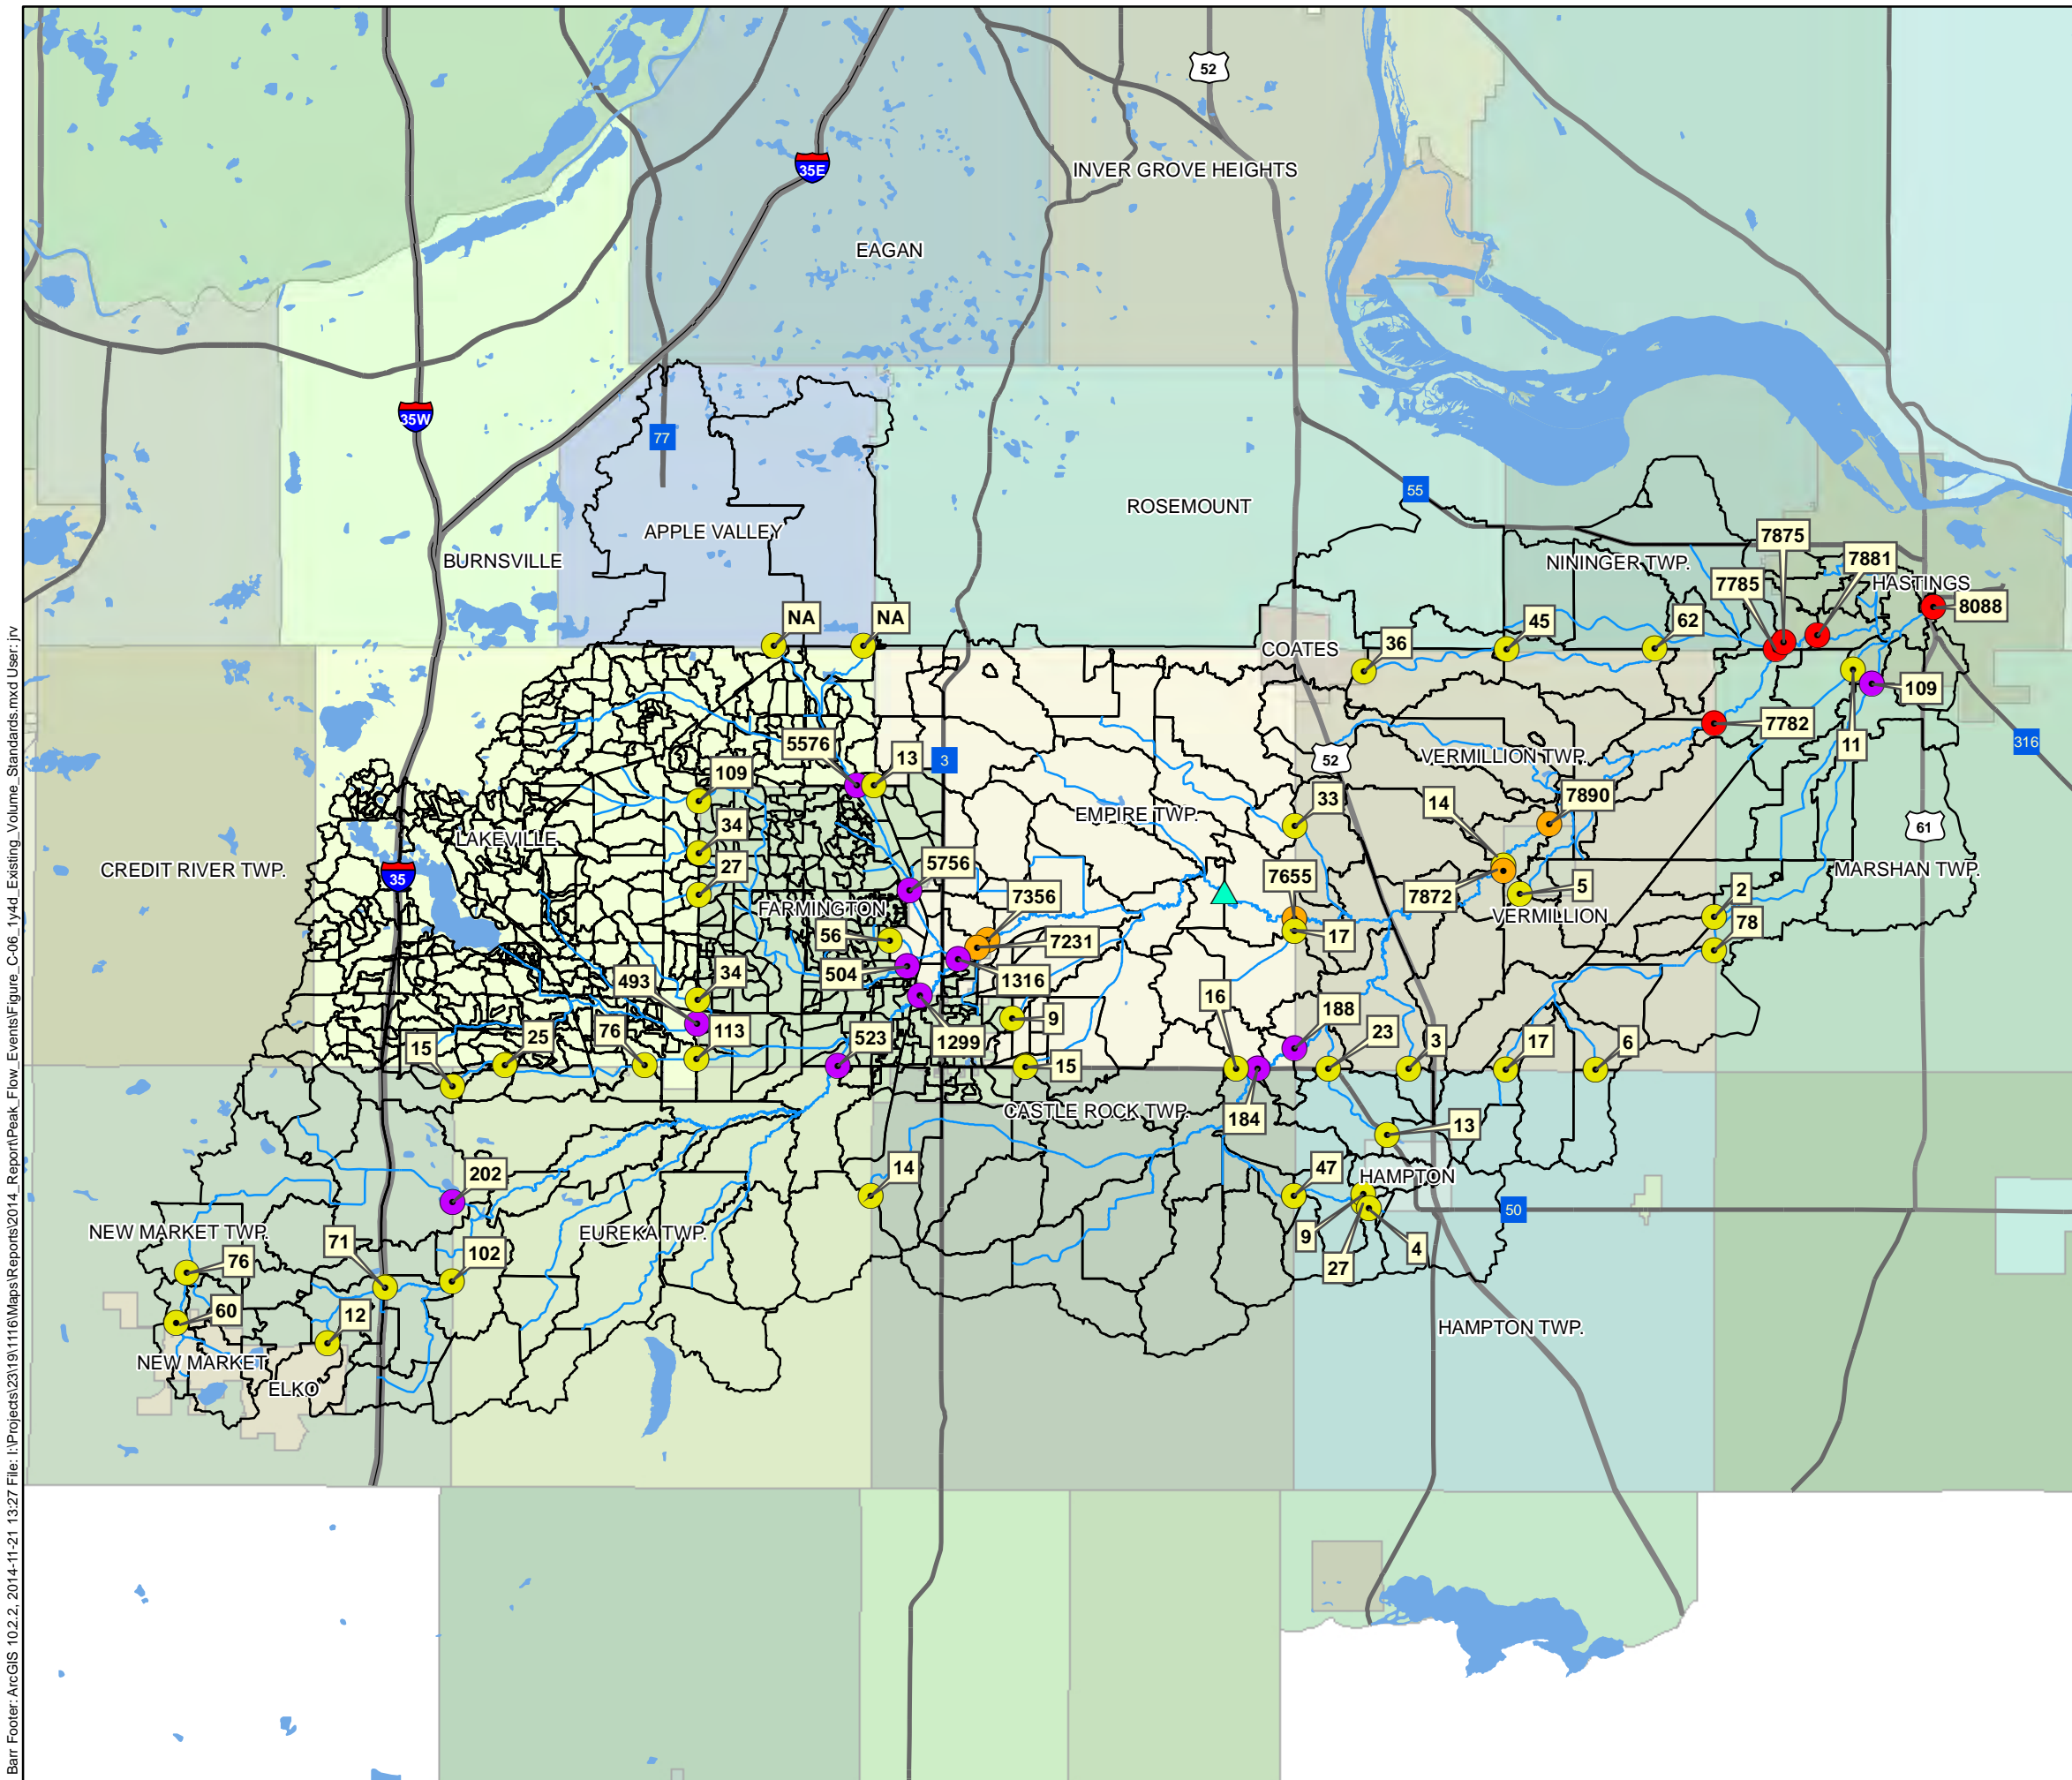 52
35E
INVER GROVE HEIGHTS
EAGAN
35W
77
55
ROSEMOUNT
APPLE VALLEY
BURNSVILLE
7875
7881
NININGER TWP.
7785
HASTINGS
8088
NA
NA
45
62
36
COATES
109
7782
11
316
5576
13
3
52
VERMILLION TWP.
109
33
14
7890
34
EMPIRE TWP.
61
LAKEVILLE
27
5756
7655
5
2
MARSHAN TWP.
CREDIT RIVER TWP.
35
7356
7872
FARMINGTON
VERMILLION
78
56
7231
17
493
34
504
1316
16
188
9
15
25
76
113
523
1299
23
3
17
6
15
CASTLE ROCK TWP.
184
13
202
14
47
HAMPTON
NEW MARKET TWP.
EUREKA TWP.
50
71
102
9
4
76
27
60
12
HAMPTON TWP.
NEW MARKET
ELKO
Barr Footer: ArcGIS 10.2.2, 2014-11-21 13:27 File: I:\Projects\23\19\1116\Maps\Reports\2014_Report\Peak_Flow_Events\Figure_C-06_1y4d_Existing_Volume_Standards.mxd User: jrv